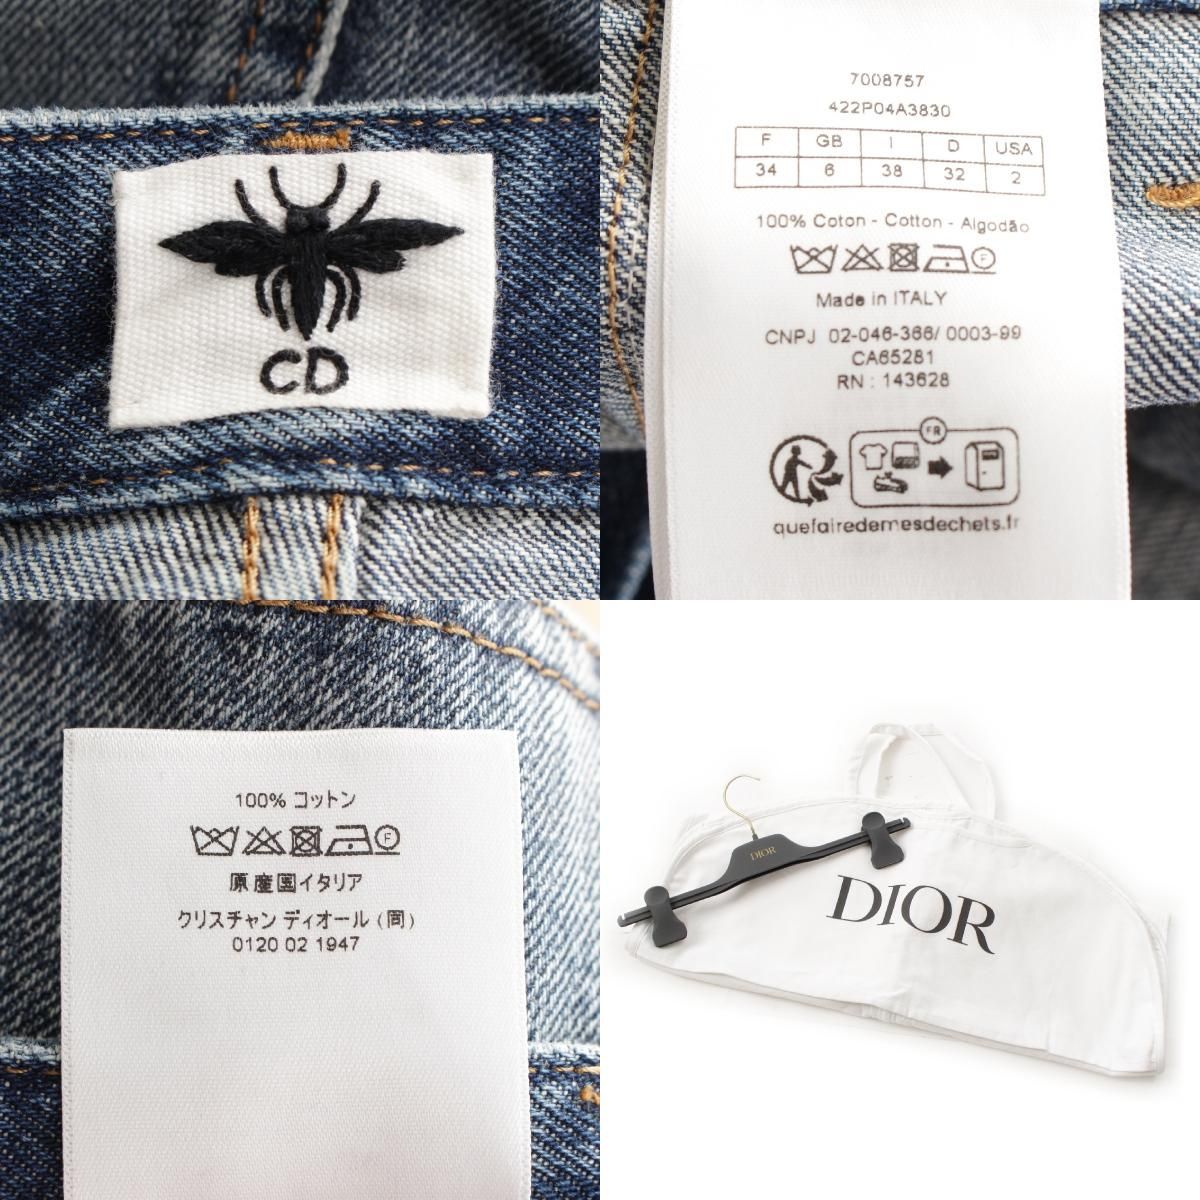 CD
7008757
422P04A3830
F GB I D USA
34 6 38 32 2
100% Coton - Cotton - Algodão
F
Made in ITALY
CNPJ 02-046-366/ 0003-99
CA65281
RN : 143628
FR
quefairedemesdechets.fr
100% コットン
F
原産国イタリア
クリスチャン ディオール (同)
0120 02 1947
DIOR
DIOR